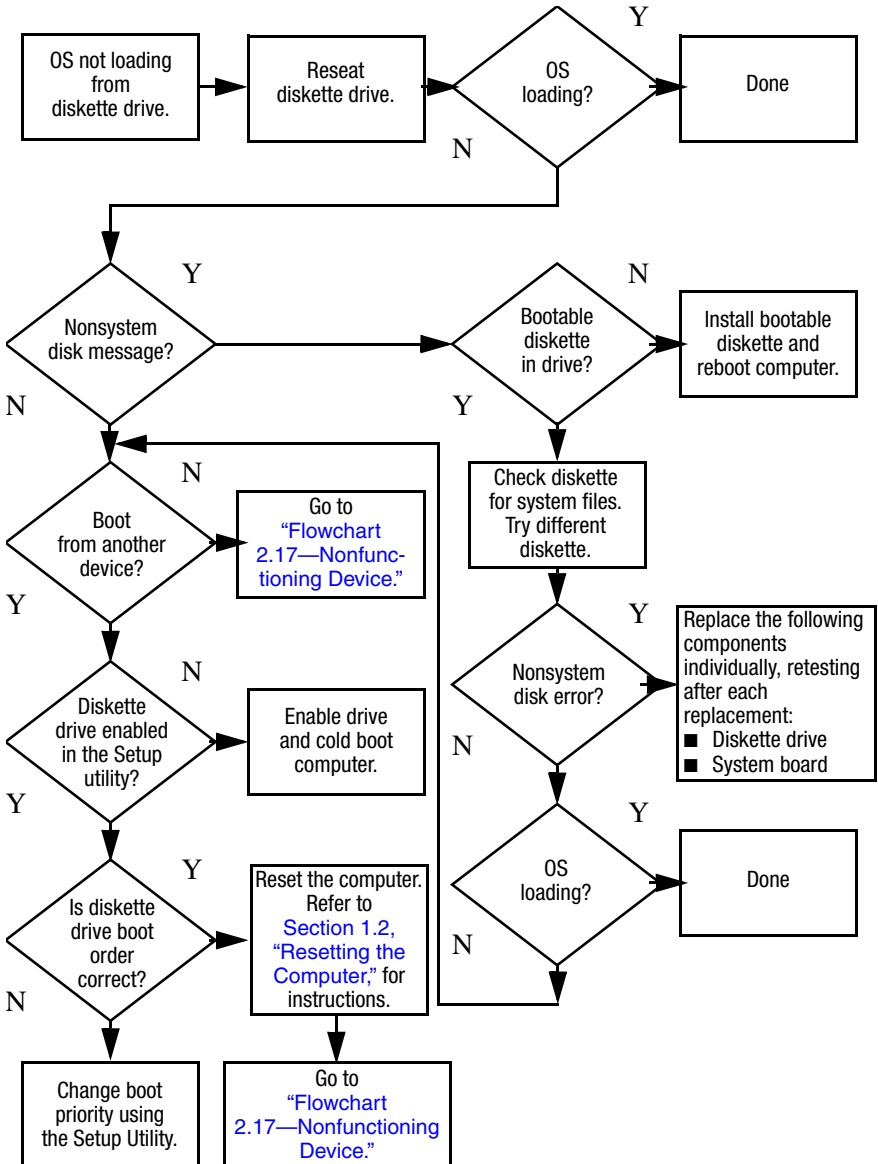 Y
OS not loading
from
diskette drive.
Reseat
diskette drive.
OS
loading?
Done
N
Y
Nonsystem
disk message?
N
N
Bootable
diskette
in drive?
Y
Install bootable
diskette and
reboot computer.
N
Boot
from another
device?
Y
Go to
“Flowchart
2.17—Nonfunc-
tioning Device.”
Check diskette
for system files.
Try different
diskette.
Y
Nonsystem
disk error?
N
Replace the following
components
individually, retesting
after each
replacement:
■ Diskette drive
■ System board
N
Diskette
drive enabled
in the Setup
utility?
Y
Enable drive
and cold boot
computer.
Y
OS
loading?
N
Done
Y
Is diskette
drive boot
order
correct?
N
Reset the computer.
Refer to
Section 1.2,
“Resetting the
Computer,” for
instructions.
Change boot
priority using
the Setup Utility.
Go to
“Flowchart
2.17—Nonfunctioning
Device.”